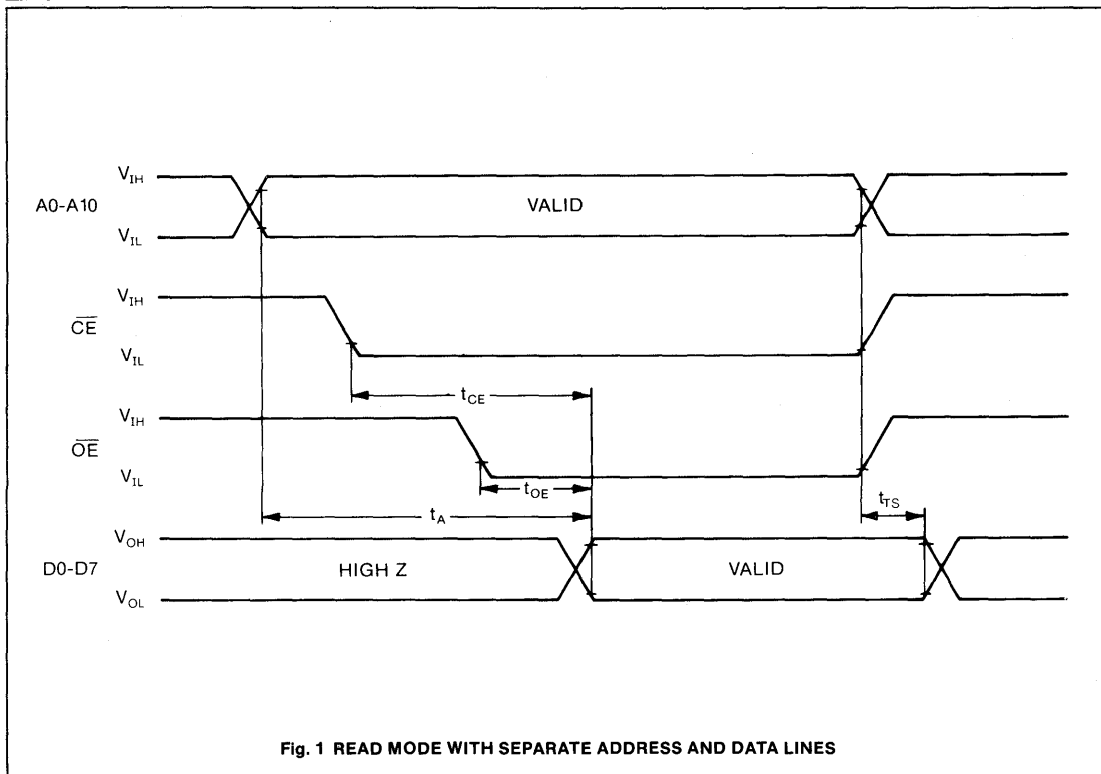 V_IH
A0-A10 VALID
V_IL
V_IH
CE
V_IL
t_CE
V_IH
OE
V_IL
t_OE
t_A
t_TS
V_OH
D0-D7 HIGH Z VALID
V_OL
Fig. 1 READ MODE WITH SEPARATE ADDRESS AND DATA LINES